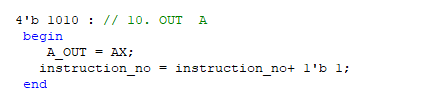 4'b 1010 : // 10. OUT  A
begin
A_OUT = AX;
instruction_no = instruction_no+ 1'b 1;
end